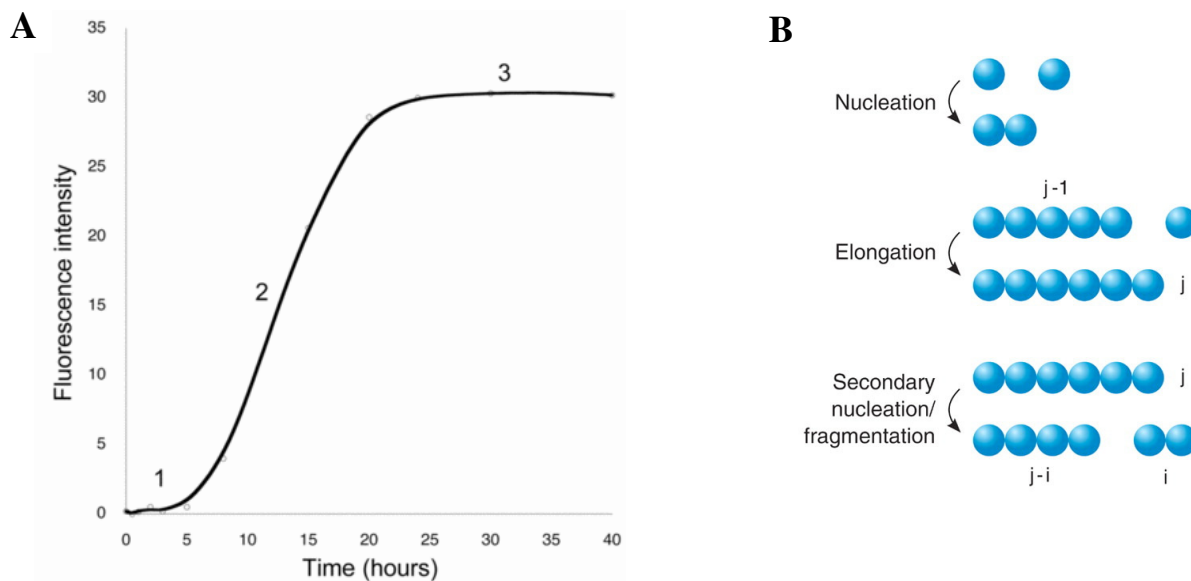 A
35
30
25
20
15
10
5
0
Fluorescence intensity
1
2
3
0
5
10
15
20
25
30
35
40
Time (hours)
B
Nucleation
j-1
Elongation
j
Secondary
nucleation/
fragmentation
j
j-i
i